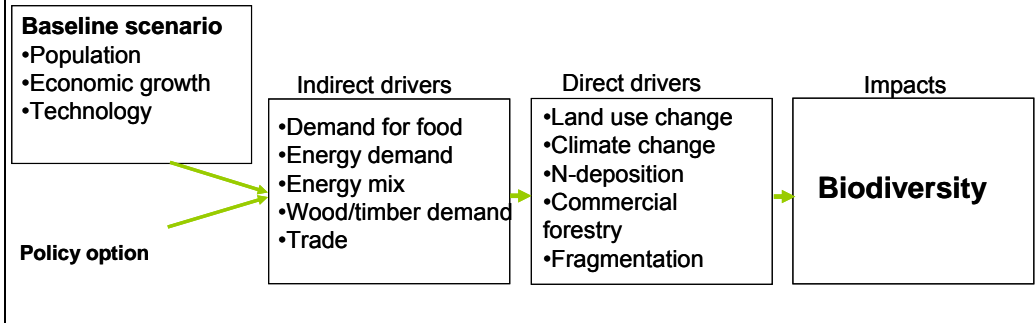 Baseline scenario
•Population
•Economic growth
•Technology
Policy option
Indirect drivers
•Demand for food
•Energy demand
•Energy mix
•Wood/timber demand
•Trade
Direct drivers
•Land use change
•Climate change
•N-deposition
•Commercial
forestry
•Fragmentation
Impacts
Biodiversity